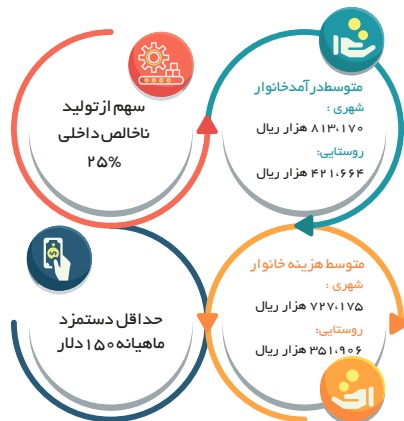 متوسط درآمد خانوار
شهری :
۸۱۳،۱۷۰ هزار ریال
روستایی:
۴۲۱،۶۶۴ هزار ریال
سهم از تولید
ناخالص داخلی
۲۵%
متوسط هزینه خانوار
شهری :
۷۲۷،۱۷۵ هزار ریال
روستایی:
۳۵۱،۹۰۶ هزار ریال
حداقل دستمزد
ماهیانه ۱۵۰ دلار